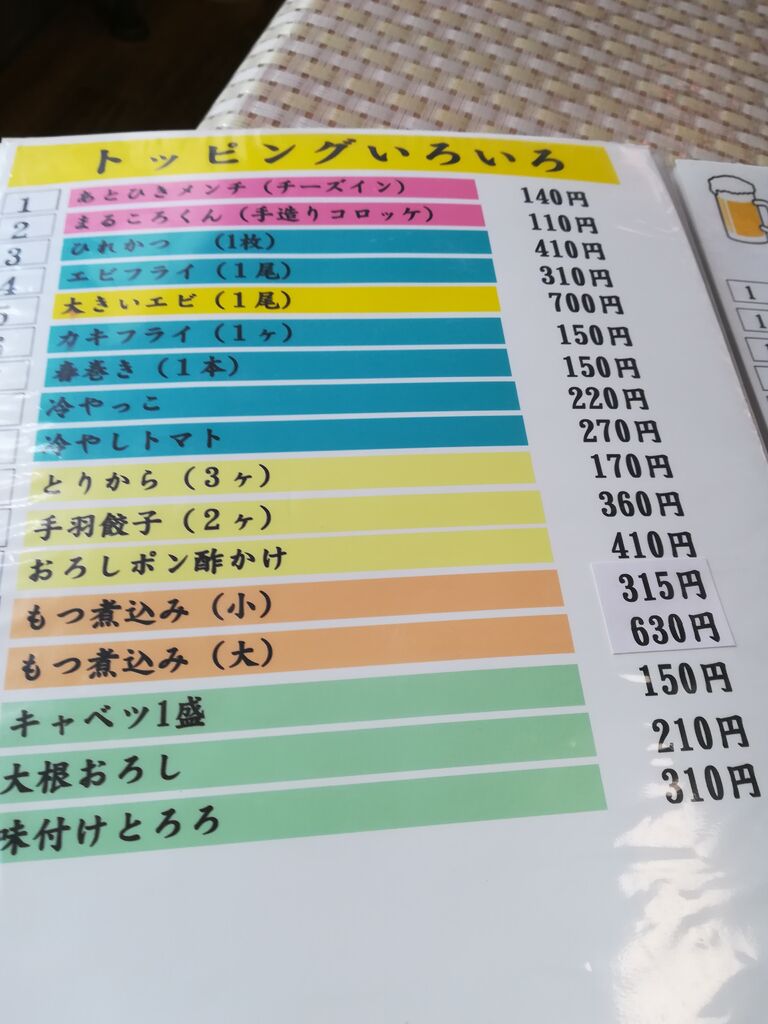 トッピングいろいろ
1 あとひきメンチ（チーズイン） 140円
2 まるころくん（手造りコロッケ） 110円
3 ひれかつ （1枚） 410円
4 エビフライ（1尾） 310円
大きいエビ（1尾） 700円
カキフライ（1ヶ） 150円
春巻き（1本） 150円
冷やっこ 220円
冷やしトマト 270円
とりから（3ヶ） 170円
手羽餃子（2ヶ） 360円
おろしポン酢かけ 410円
もつ煮込み（小） 315円
もつ煮込み（大） 630円
キャベツ1盛 150円
大根おろし 210円
味付けとろろ 310円
1
1